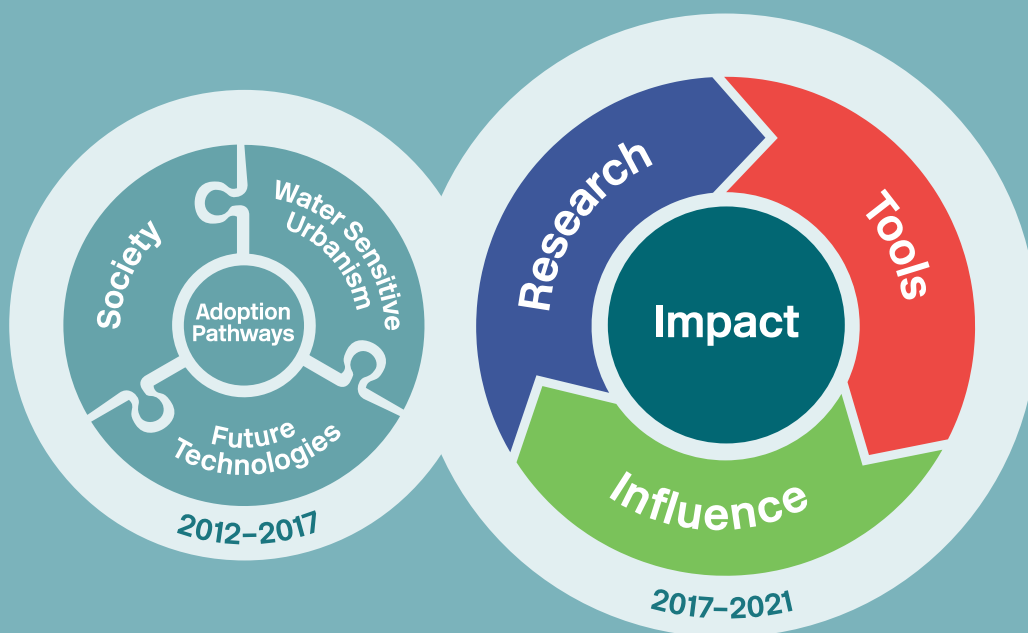 Society
Water Sensitive
Urbanism
Adoption
Pathways
Future
Technologies
2012–2017
Research
Tools
Impact
Influence
2017–2021